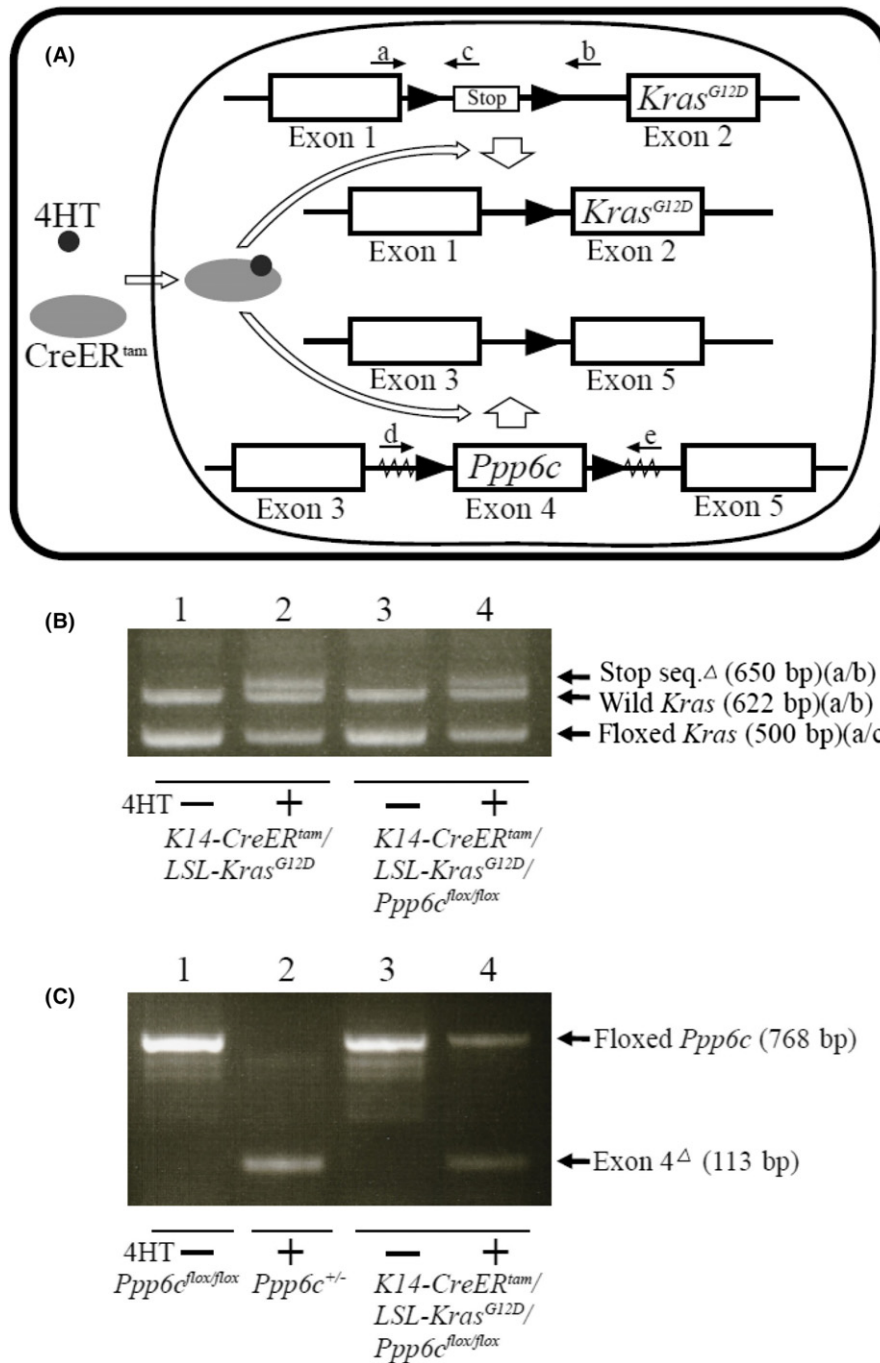 (A)
a c b
Stop Kras^G12D
Exon 1 Exon 2
4HT
Kras^G12D
Exon 1 Exon 2
CreER^tam
Exon 3 Exon 5
d e
Ppp6c
Exon 3 Exon 4 Exon 5
(B)
1 2 3 4
Stop seq.^Δ (650 bp)(a/b)
Wild Kras (622 bp)(a/b)
Floxed Kras (500 bp)(a/c
4HT − + − +
K14-CreER^tam/ K14-CreER^tam/
LSL-Kras^G12D LSL-Kras^G12D/
Ppp6c^flox/flox
(C)
1 2 3 4
Floxed Ppp6c (768 bp)
Exon 4^Δ (113 bp)
4HT − + − +
Ppp6c^flox/flox Ppp6c^+/- K14-CreER^tam/
LSL-Kras^G12D/
Ppp6c^flox/flox